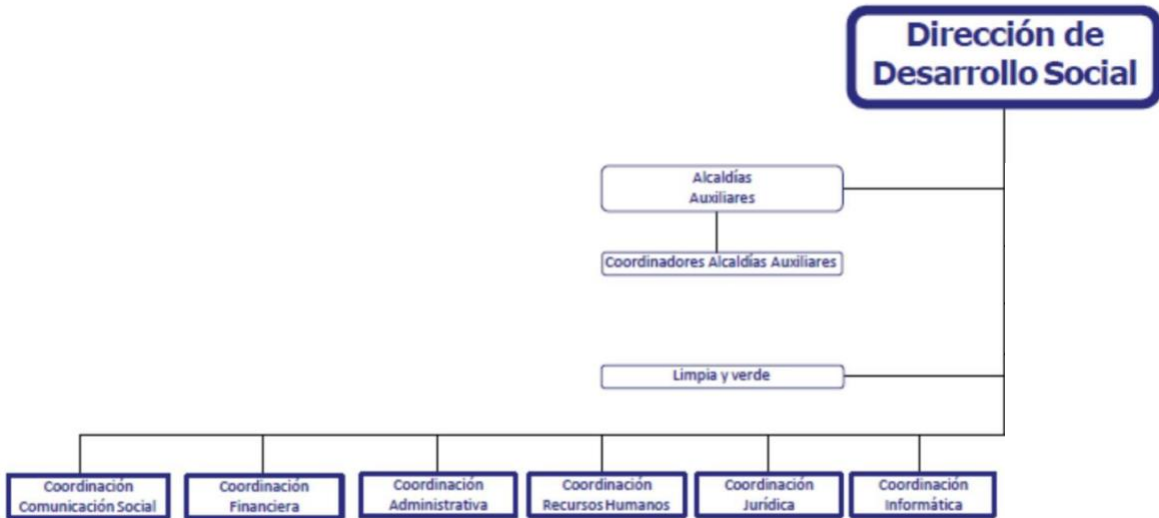 Dirección de
Desarrollo Social
Alcaldías
Auxiliares
Coordinadores Alcaldías Auxiliares
Limpia y verde
Coordinación
Comunicación Social
Coordinación
Financiera
Coordinación
Administrativa
Coordinación
Recursos Humanos
Coordinación
Jurídica
Coordinación
Informática